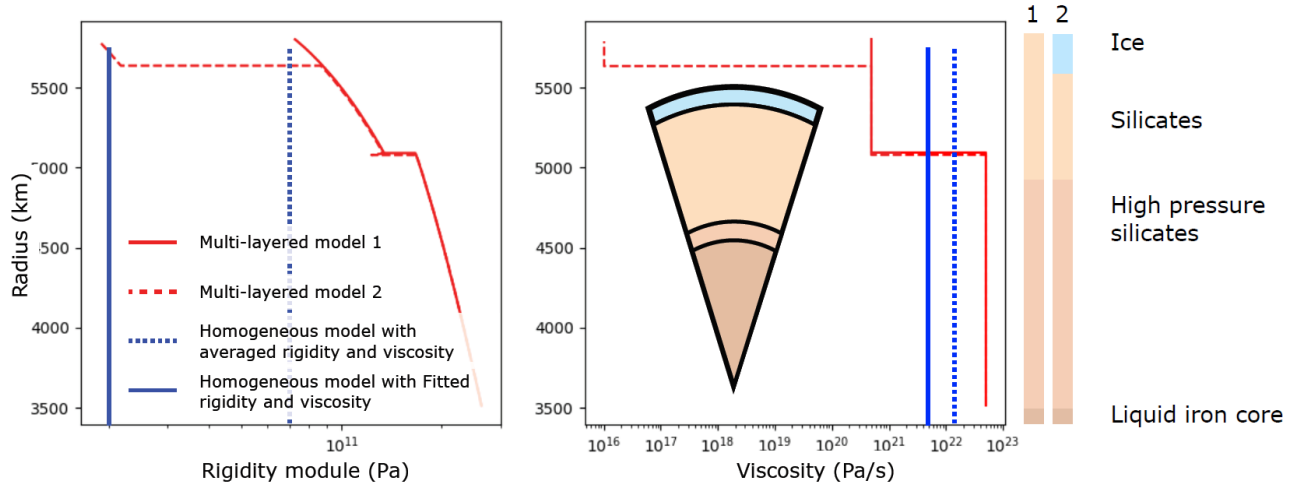 1 2
Ice
Silicates
High pressure
silicates
Liquid iron core
Radius (km)
5500
5000
4500
4000
3500
Multi-layered model 1
Multi-layered model 2
Homogeneous model with
averaged rigidity and viscosity
Homogeneous model with Fitted
rigidity and viscosity
10¹¹
Rigidity module (Pa)
5500
5000
4500
4000
3500
10¹⁶ 10¹⁷ 10¹⁸ 10¹⁹ 10²⁰ 10²¹ 10²² 10²³
Viscosity (Pa/s)